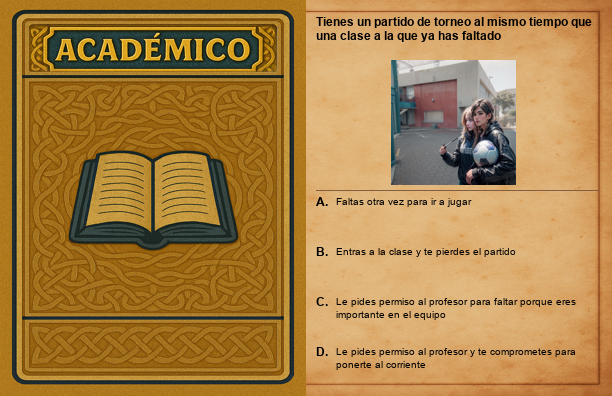 ACADÉMICO
Tienes un partido de torneo al mismo tiempo que
una clase a la que ya has faltado
A. Faltas otra vez para ir a jugar
B. Entras a la clase y te pierdes el partido
C. Le pides permiso al profesor para faltar porque eres
importante en el equipo
D. Le pides permiso al profesor y te comprometes para
ponerte al corriente